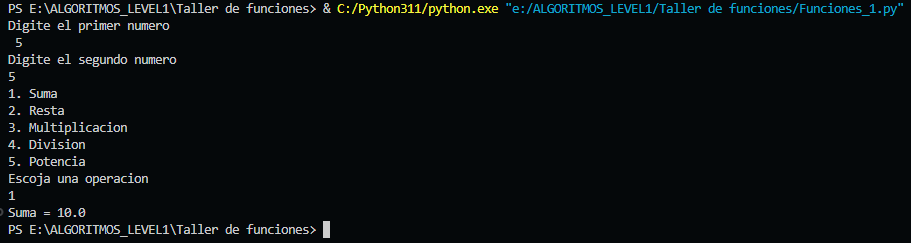 PS E:\ALGORITMOS_LEVEL1\Taller de funciones> & C:/Python311/python.exe "e:/ALGORITMOS_LEVEL1/Taller de funciones/Funciones_1.py"
Digite el primer numero
 5
Digite el segundo numero
5
1. Suma
2. Resta
3. Multiplicacion
4. Division
5. Potencia
Escoja una operacion
1
Suma = 10.0
PS E:\ALGORITMOS_LEVEL1\Taller de funciones>